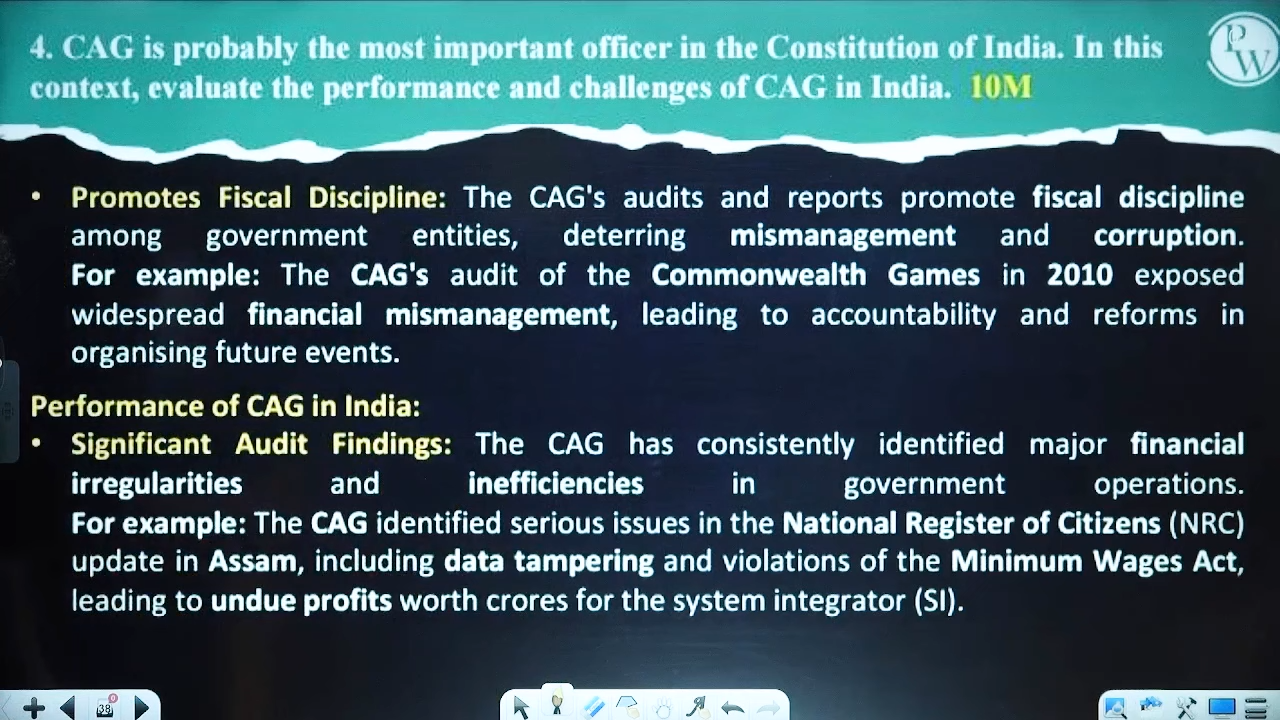 4. CAG is probably the most important officer in the Constitution of India. In this
context, evaluate the performance and challenges of CAG in India. 10M
PW
• Promotes Fiscal Discipline: The CAG's audits and reports promote fiscal discipline
among government entities, deterring mismanagement and corruption.
For example: The CAG's audit of the Commonwealth Games in 2010 exposed
widespread financial mismanagement, leading to accountability and reforms in
organising future events.
Performance of CAG in India:
• Significant Audit Findings: The CAG has consistently identified major financial
irregularities and inefficiencies in government operations.
For example: The CAG identified serious issues in the National Register of Citizens (NRC)
update in Assam, including data tampering and violations of the Minimum Wages Act,
leading to undue profits worth crores for the system integrator (SI).
38